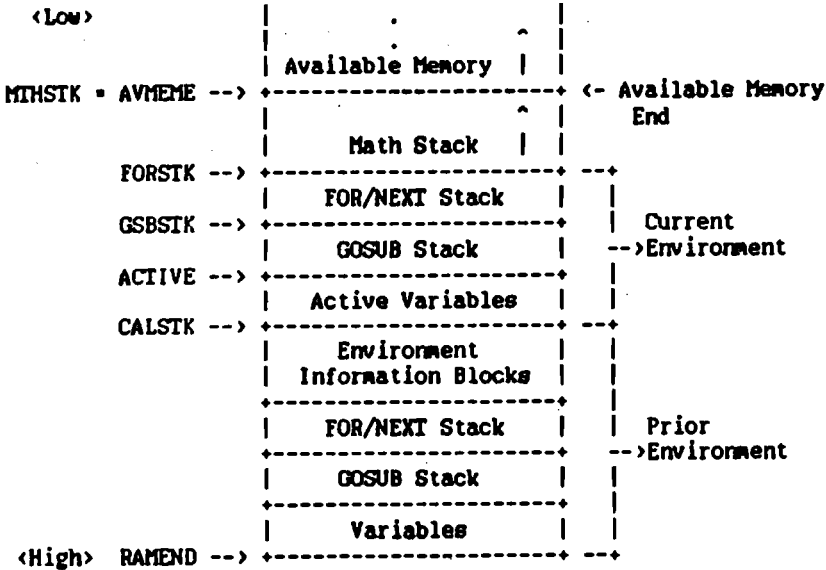 <Low> | . |
| . ^ |
| Available Memory | |
MTHSTK = AVMEME --> +----------------------+ <- Available Memory
| ^ | End
| Math Stack | |
FORSTK --> +----------------------+ --+
| FOR/NEXT Stack | |
GSBSTK --> +----------------------+ | Current
| GOSUB Stack | -->Environment
ACTIVE --> +----------------------+ |
| Active Variables | |
CALSTK --> +----------------------+ --+
| Environment | |
| Information Blocks | |
+----------------------+ |
| FOR/NEXT Stack | | Prior
+----------------------+ -->Environment
| GOSUB Stack | |
+----------------------+ |
| Variables | |
<High> RAMEND --> +----------------------+ --+